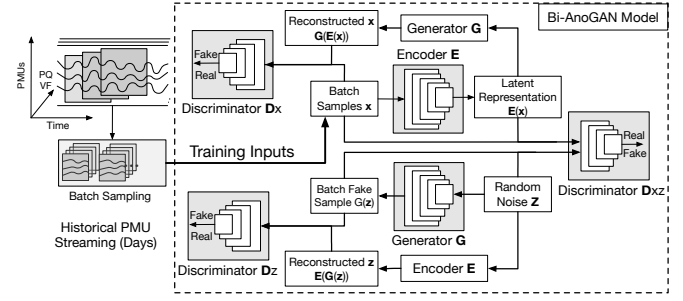 Bi-AnoGAN Model
PMUs
PQ
VF
Time
Batch Sampling
Historical PMU
Streaming (Days)
Training Inputs
Fake
Real
Discriminator Dx
Reconstructed x
G(E(x))
Generator G
Encoder E
Batch
Samples x
Latent
Representation
E(x)
Real
Fake
Discriminator Dxz
Batch Fake
Sample G(z)
Generator G
Random
Noise Z
Fake
Real
Discriminator Dz
Reconstructed z
E(G(z))
Encoder E